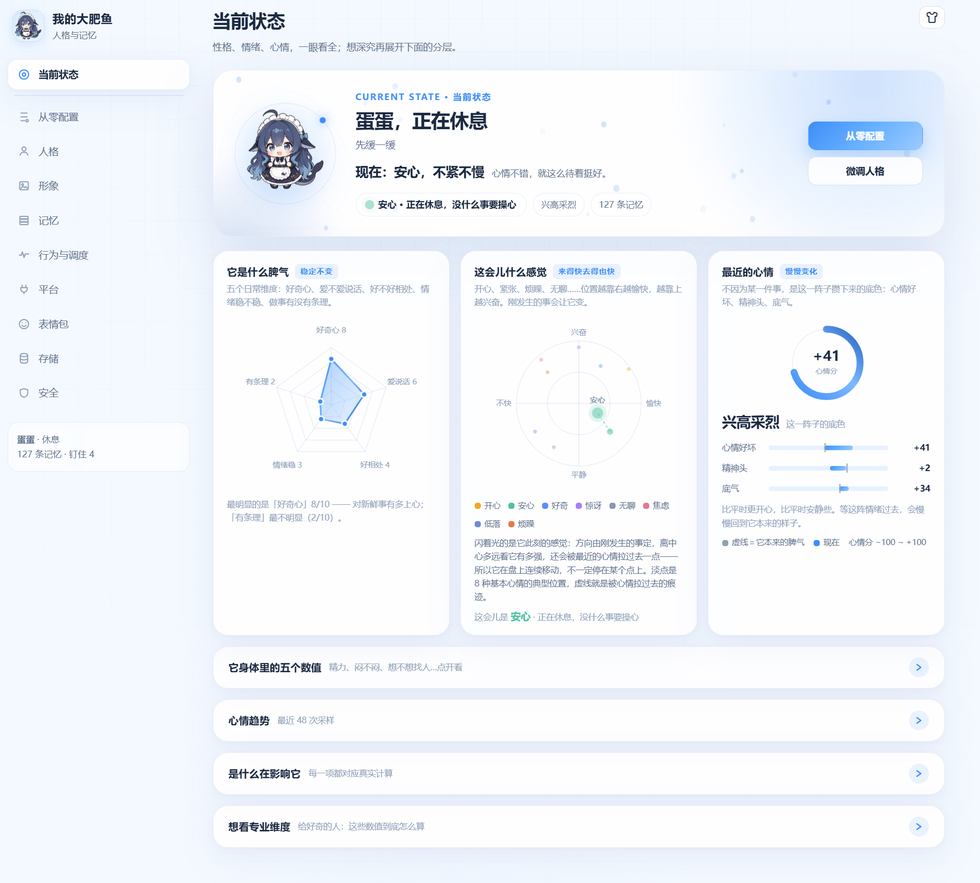 我的大肥鱼
人格与记忆
当前状态
从零配置
人格
形象
记忆
行为与调度
平台
表情包
存储
安全
蛋蛋 · 休息
127 条记忆 · 钉住 4
当前状态
性格、情绪、心情，一眼看全；想深究再展开下面的分层。
CURRENT STATE • 当前状态
蛋蛋，正在休息
先缓一缓
现在：安心，不紧不慢 心情不错，就这么待着挺好。
安心 • 正在休息，没什么事要操心
兴高采烈
127 条记忆
从零配置
微调人格
它是什么脾气 稳定不变
五个日常维度：好奇心、爱不爱说话、好不好相处、情
绪稳不稳、做事有没有条理。
好奇心 8
有条理 2
爱说话 6
情绪稳 3
好相处 4
最明显的是「好奇心」8/10 —— 对新鲜事有多上心；
「有条理」最不明显（2/10）。
这会儿什么感觉 来得快去得也快
开心、紧张、烦躁、无聊……位置越靠右越愉快，越靠上
越兴奋。刚发生的事会让它变。
兴奋
不快
安心
愉快
平静
开心 安心 好奇 惊讶 无聊 焦虑
低落 烦躁
闪着光的是它此刻的感觉：方向由刚发生的事定，离中
心多远看它有多强，还会被最近的心情拉过去一点——
所以它在盘上连续移动，不一定停在某个点上。淡点是
8 种基本心情的典型位置，虚线就是被心情拉过去的痕
迹。
这会儿是 安心 · 正在休息，没什么事要操心
最近的心情 慢慢变化
不因为某一件事，是这一阵子攒下来的底色：心情好
坏、精神头、底气。
+41
心情分
兴高采烈 这一阵子的底色
心情好坏 +41
精神头 +2
底气 +34
比平时更开心，比平时安静些。等这阵情绪过去，会慢
慢回到它本来的样子。
虚线 = 它本来的脾气 现在 心情分 −100 ~ +100
它身体里的五个数值 精力、闷不闷、想不想找人…点开看
心情趋势 最近 48 次采样
是什么在影响它 每一项都对应真实计算
想看专业维度 给好奇的人：这些数值到底怎么算